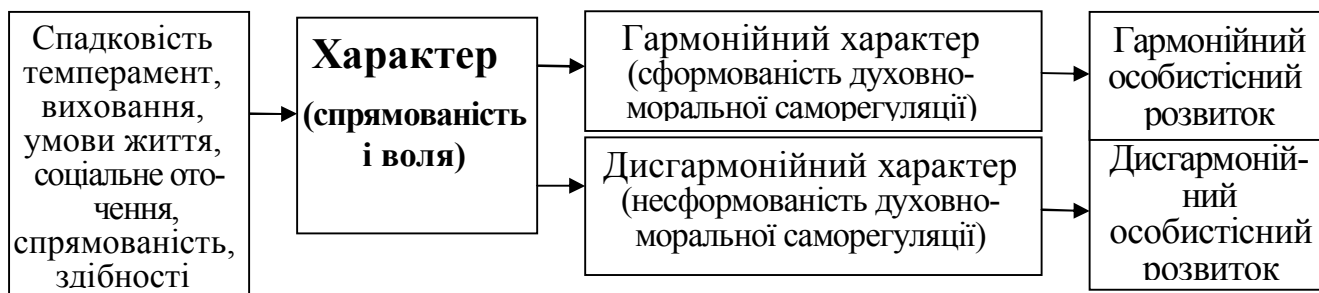 Спадковість
темперамент,
виховання,
умови життя,
соціальне ото-
чення,
спрямованість,
здібності
Характер
(спрямованість
і воля)
Гармонійний характер
(сформованість духовно-
моральної саморегуляції)
Дисгармонійний характер
(несформованість духовно-
моральної саморегуляції)
Гармонійний
особистісний
розвиток
Дисгармоній-
ний
особистісний
розвиток